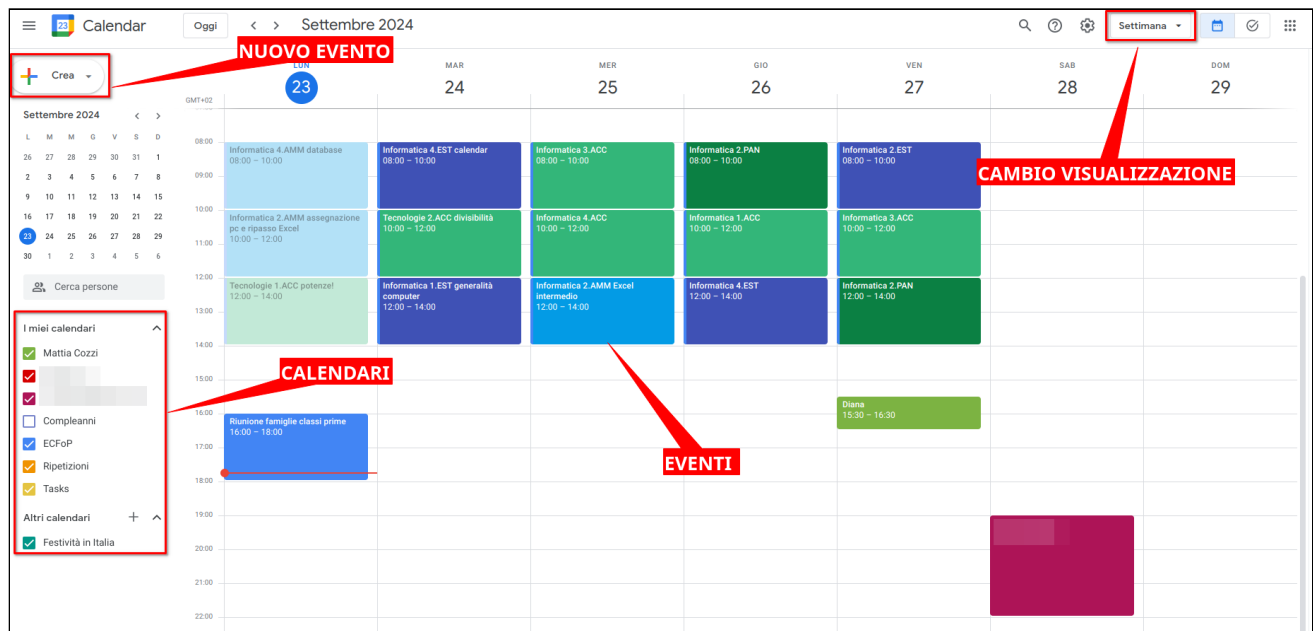 23 Calendar Oggi Settembre 2024 Settimana
NUOVO EVENTO
Crea
LUN MAR MER GIO VEN SAB DOM
23 24 25 26 27 28 29
GMT+02
Settembre 2024
L M M G V S D
26 27 28 29 30 31 1
2 3 4 5 6 7 8
9 10 11 12 13 14 15
16 17 18 19 20 21 22
23 24 25 26 27 28 29
30 1 2 3 4 5 6
Cerca persone
I miei calendari
Mattia Cozzi
Compleanni
ECFoP
Ripetizioni
Tasks
Altri calendari
Festività in Italia
CAMBIO VISUALIZZAZIONE
CALENDARI
EVENTI
08:00
09:00
10:00
11:00
12:00
13:00
14:00
15:00
16:00
17:00
18:00
19:00
20:00
21:00
22:00
Informatica 4.AMM database
08:00 – 10:00
Informatica 2.AMM assegnazione
pc e ripasso Excel
10:00 – 12:00
Tecnologie 1.ACC potenze!
12:00 – 14:00
Riunione famiglie classi prime
16:00 – 18:00
Informatica 4.EST calendar
08:00 – 10:00
Tecnologie 2.ACC divisibilità
10:00 – 12:00
Informatica 1.EST generalità
computer
12:00 – 14:00
Informatica 3.ACC
08:00 – 10:00
Informatica 4.ACC
10:00 – 12:00
Informatica 2.AMM Excel
intermedio
12:00 – 14:00
Informatica 2.PAN
08:00 – 10:00
Informatica 1.ACC
10:00 – 12:00
Informatica 4.EST
12:00 – 14:00
Informatica 2.EST
08:00 – 10:00
Informatica 3.ACC
10:00 – 12:00
Informatica 2.PAN
12:00 – 14:00
Diana
15:30 – 16:30